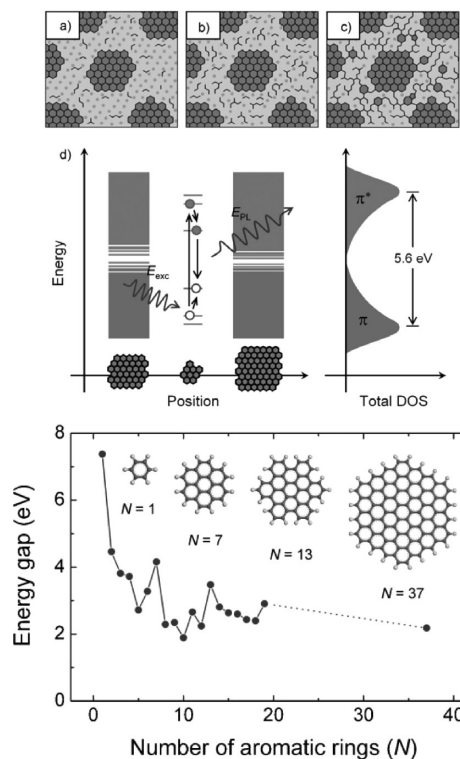 a)
b)
c)
d)
Energy
E_exc
E_PL
Position
π*
5.6 eV
π
Total DOS
Energy gap (eV)
8
6
4
2
0
N = 1
N = 7
N = 13
N = 37
0
10
20
30
40
Number of aromatic rings (N)